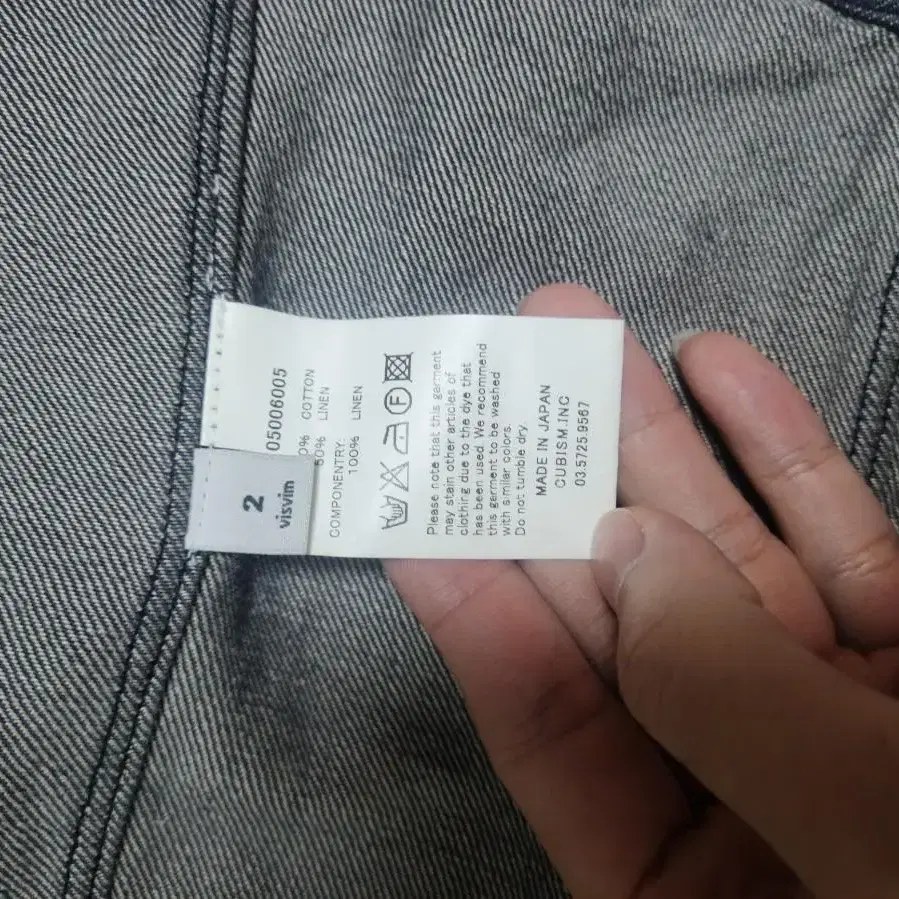 2
visvim
05006005
COTTON
LINEN
COMPONENTRY:
100% LINEN
F
Please note that this garment
may stain other articles of
clothing due to the dye that
has been used. We recommend
this garment to be washed
with similar colors.
Do not tumble dry.
MADE IN JAPAN
CUBISM.INC
03.5725.9567